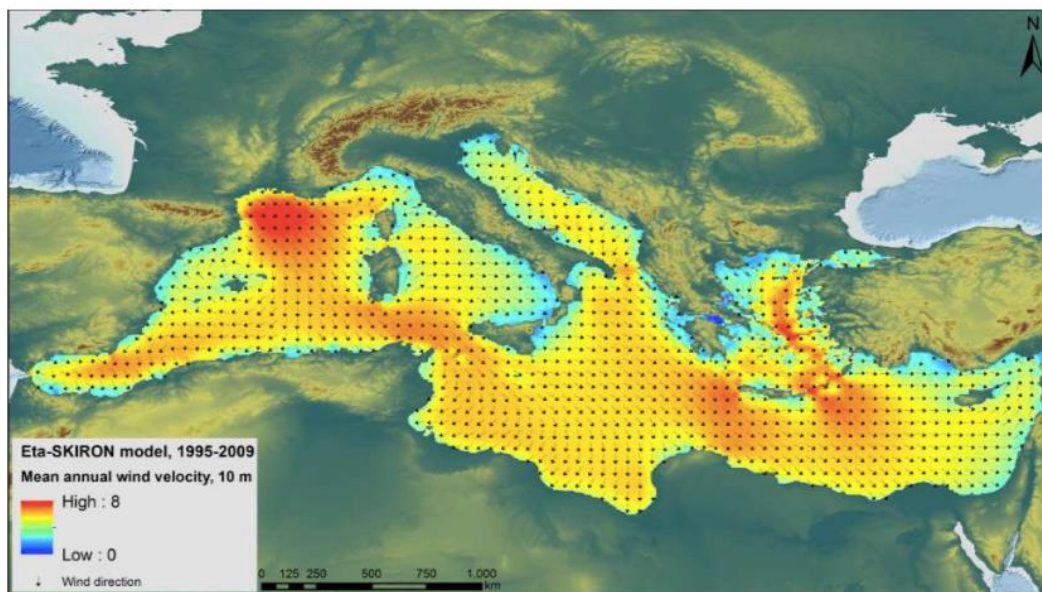 N
Eta-SKIRON model, 1995-2009
Mean annual wind velocity, 10 m
High : 8
Low : 0
Wind direction
0 125 250 500 750 1.000
km